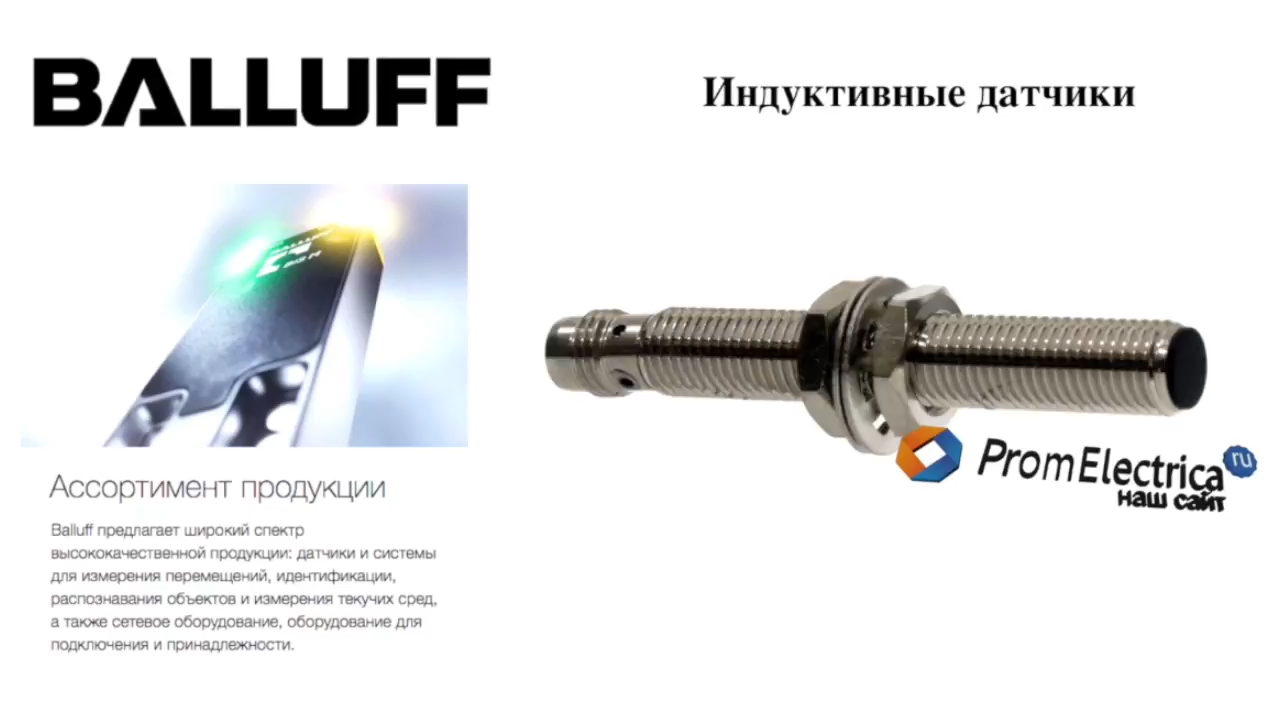 BALLUFF
Индуктивные датчики
BALLUFF
PromElectrica ru
наш сайт
Ассортимент продукции
Balluff предлагает широкий спектр
высококачественной продукции: датчики и системы
для измерения перемещений, идентификации,
распознавания объектов и измерения текучих сред,
а также сетевое оборудование, оборудование для
подключения и принадлежности.